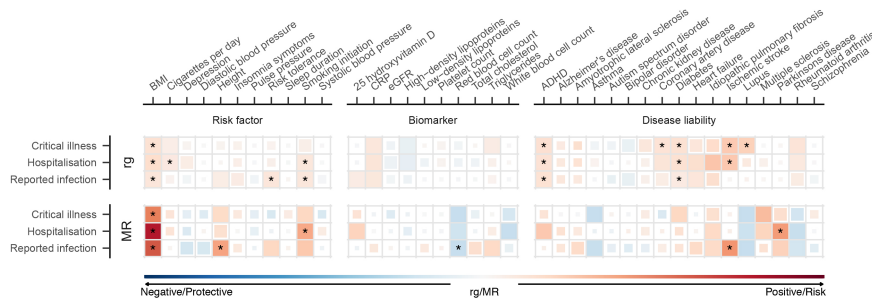 BMI
Cigarettes per day
Depression
Diastolic blood pressure
Height
Insomnia symptoms
Pulse pressure
Risk tolerance
Sleep duration
Smoking initiation
Systolic blood pressure
25 hydroxyvitamin D
CRP
eGFR
High−density lipoproteins
Low−density lipoproteins
Platelet count
Red blood cell count
Total cholesterol
Triglycerides
White blood cell count
ADHD
Alzheimer's disease
Amyotrophic lateral sclerosis
Asthma
Autism spectrum disorder
Bipolar disorder
Chronic kidney disease
Coronary artery disease
Diabetes
Heart failure
Idiopathic pulmonary fibrosis
Ischemic stroke
Lupus
Multiple sclerosis
Parkinsons disease
Rheumatoid arthritis
Schizophrenia
Risk factor
Biomarker
Disease liability
rg
Critical illness * * * * * *
Hospitalisation * * * * * *
Reported infection * * * * *
MR
Critical illness *
Hospitalisation * * *
Reported infection * * * *
Negative/Protective rg/MR Positive/Risk